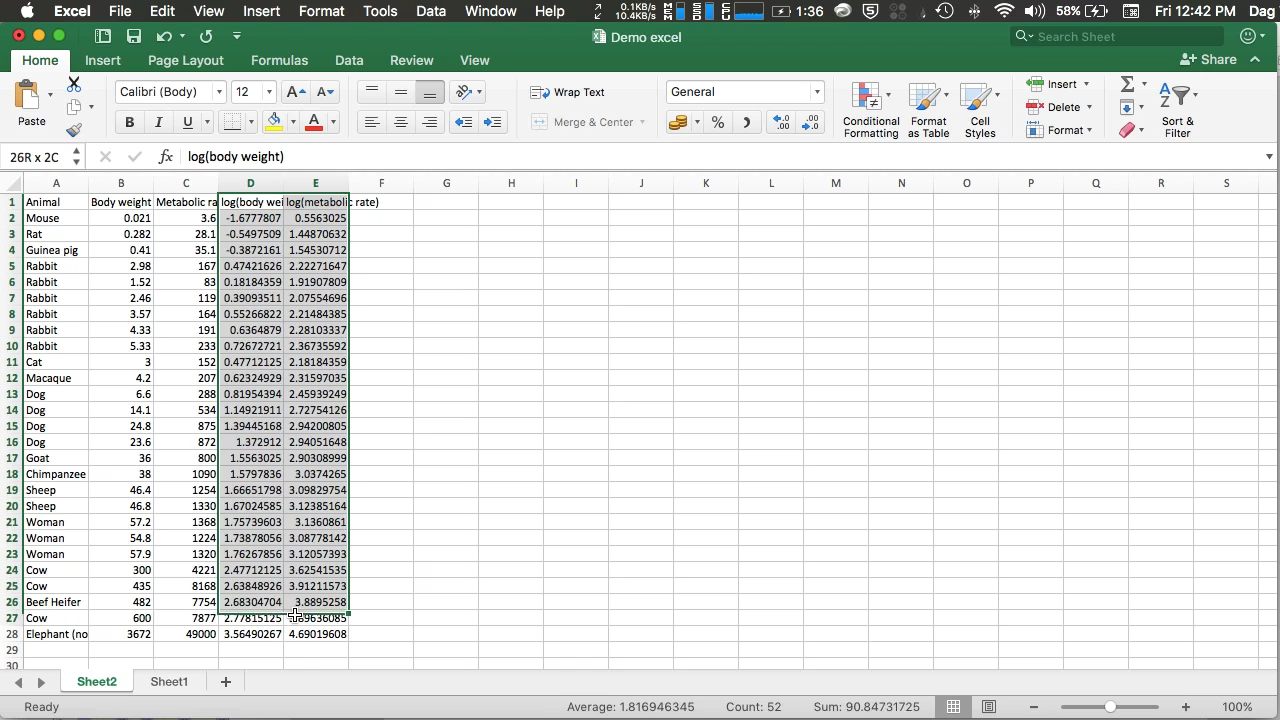 Excel File Edit View Insert Format Tools Data Window Help 0.1KB/s 10.4KB/s 1:36 58% Fri 12:42 PM Dag
Demo excel
Search Sheet
Home Insert Page Layout Formulas Data Review View
Share
Paste
Calibri (Body) 12
B I U
Wrap Text
Merge & Center
General
Conditional Formatting
Format as Table
Cell Styles
Insert
Delete
Format
Sort & Filter
26R x 2C fx log(body weight)
A B C D E F G H I J K L M N O P Q R S
1 Animal Body weight Metabolic ra log(body wei log(metabolic rate)
2 Mouse 0.021 3.6 -1.6777807 0.5563025
3 Rat 0.282 28.1 -0.5497509 1.44870632
4 Guinea pig 0.41 35.1 -0.3872161 1.54530712
5 Rabbit 2.98 167 0.47421626 2.22271647
6 Rabbit 1.52 83 0.18184359 1.91907809
7 Rabbit 2.46 119 0.39093511 2.07554696
8 Rabbit 3.57 164 0.55266822 2.21484385
9 Rabbit 4.33 191 0.6364879 2.28103337
10 Rabbit 5.33 233 0.72672721 2.36735592
11 Cat 3 152 0.47712125 2.18184359
12 Macaque 4.2 207 0.62324929 2.31597035
13 Dog 6.6 288 0.81954394 2.45939249
14 Dog 14.1 534 1.14921911 2.72754126
15 Dog 24.8 875 1.39445168 2.94200805
16 Dog 23.6 872 1.372912 2.94051648
17 Goat 36 800 1.5563025 2.90308999
18 Chimpanzee 38 1090 1.5797836 3.0374265
19 Sheep 46.4 1254 1.66651798 3.09829754
20 Sheep 46.8 1330 1.67024585 3.12385164
21 Woman 57.2 1368 1.75739603 3.1360861
22 Woman 54.8 1224 1.73878056 3.08778142
23 Woman 57.9 1320 1.76267856 3.12057393
24 Cow 300 4221 2.47712125 3.62541535
25 Cow 435 8168 2.63848926 3.91211573
26 Beef Heifer 482 7754 2.68304704 3.8895258
27 Cow 600 7877 2.77815125
28 Elephant (no 3672 49000 3.56490267 4.69019608
29
30
Sheet2 Sheet1
Ready Average: 1.816946345 Count: 52 Sum: 90.84731725 100%